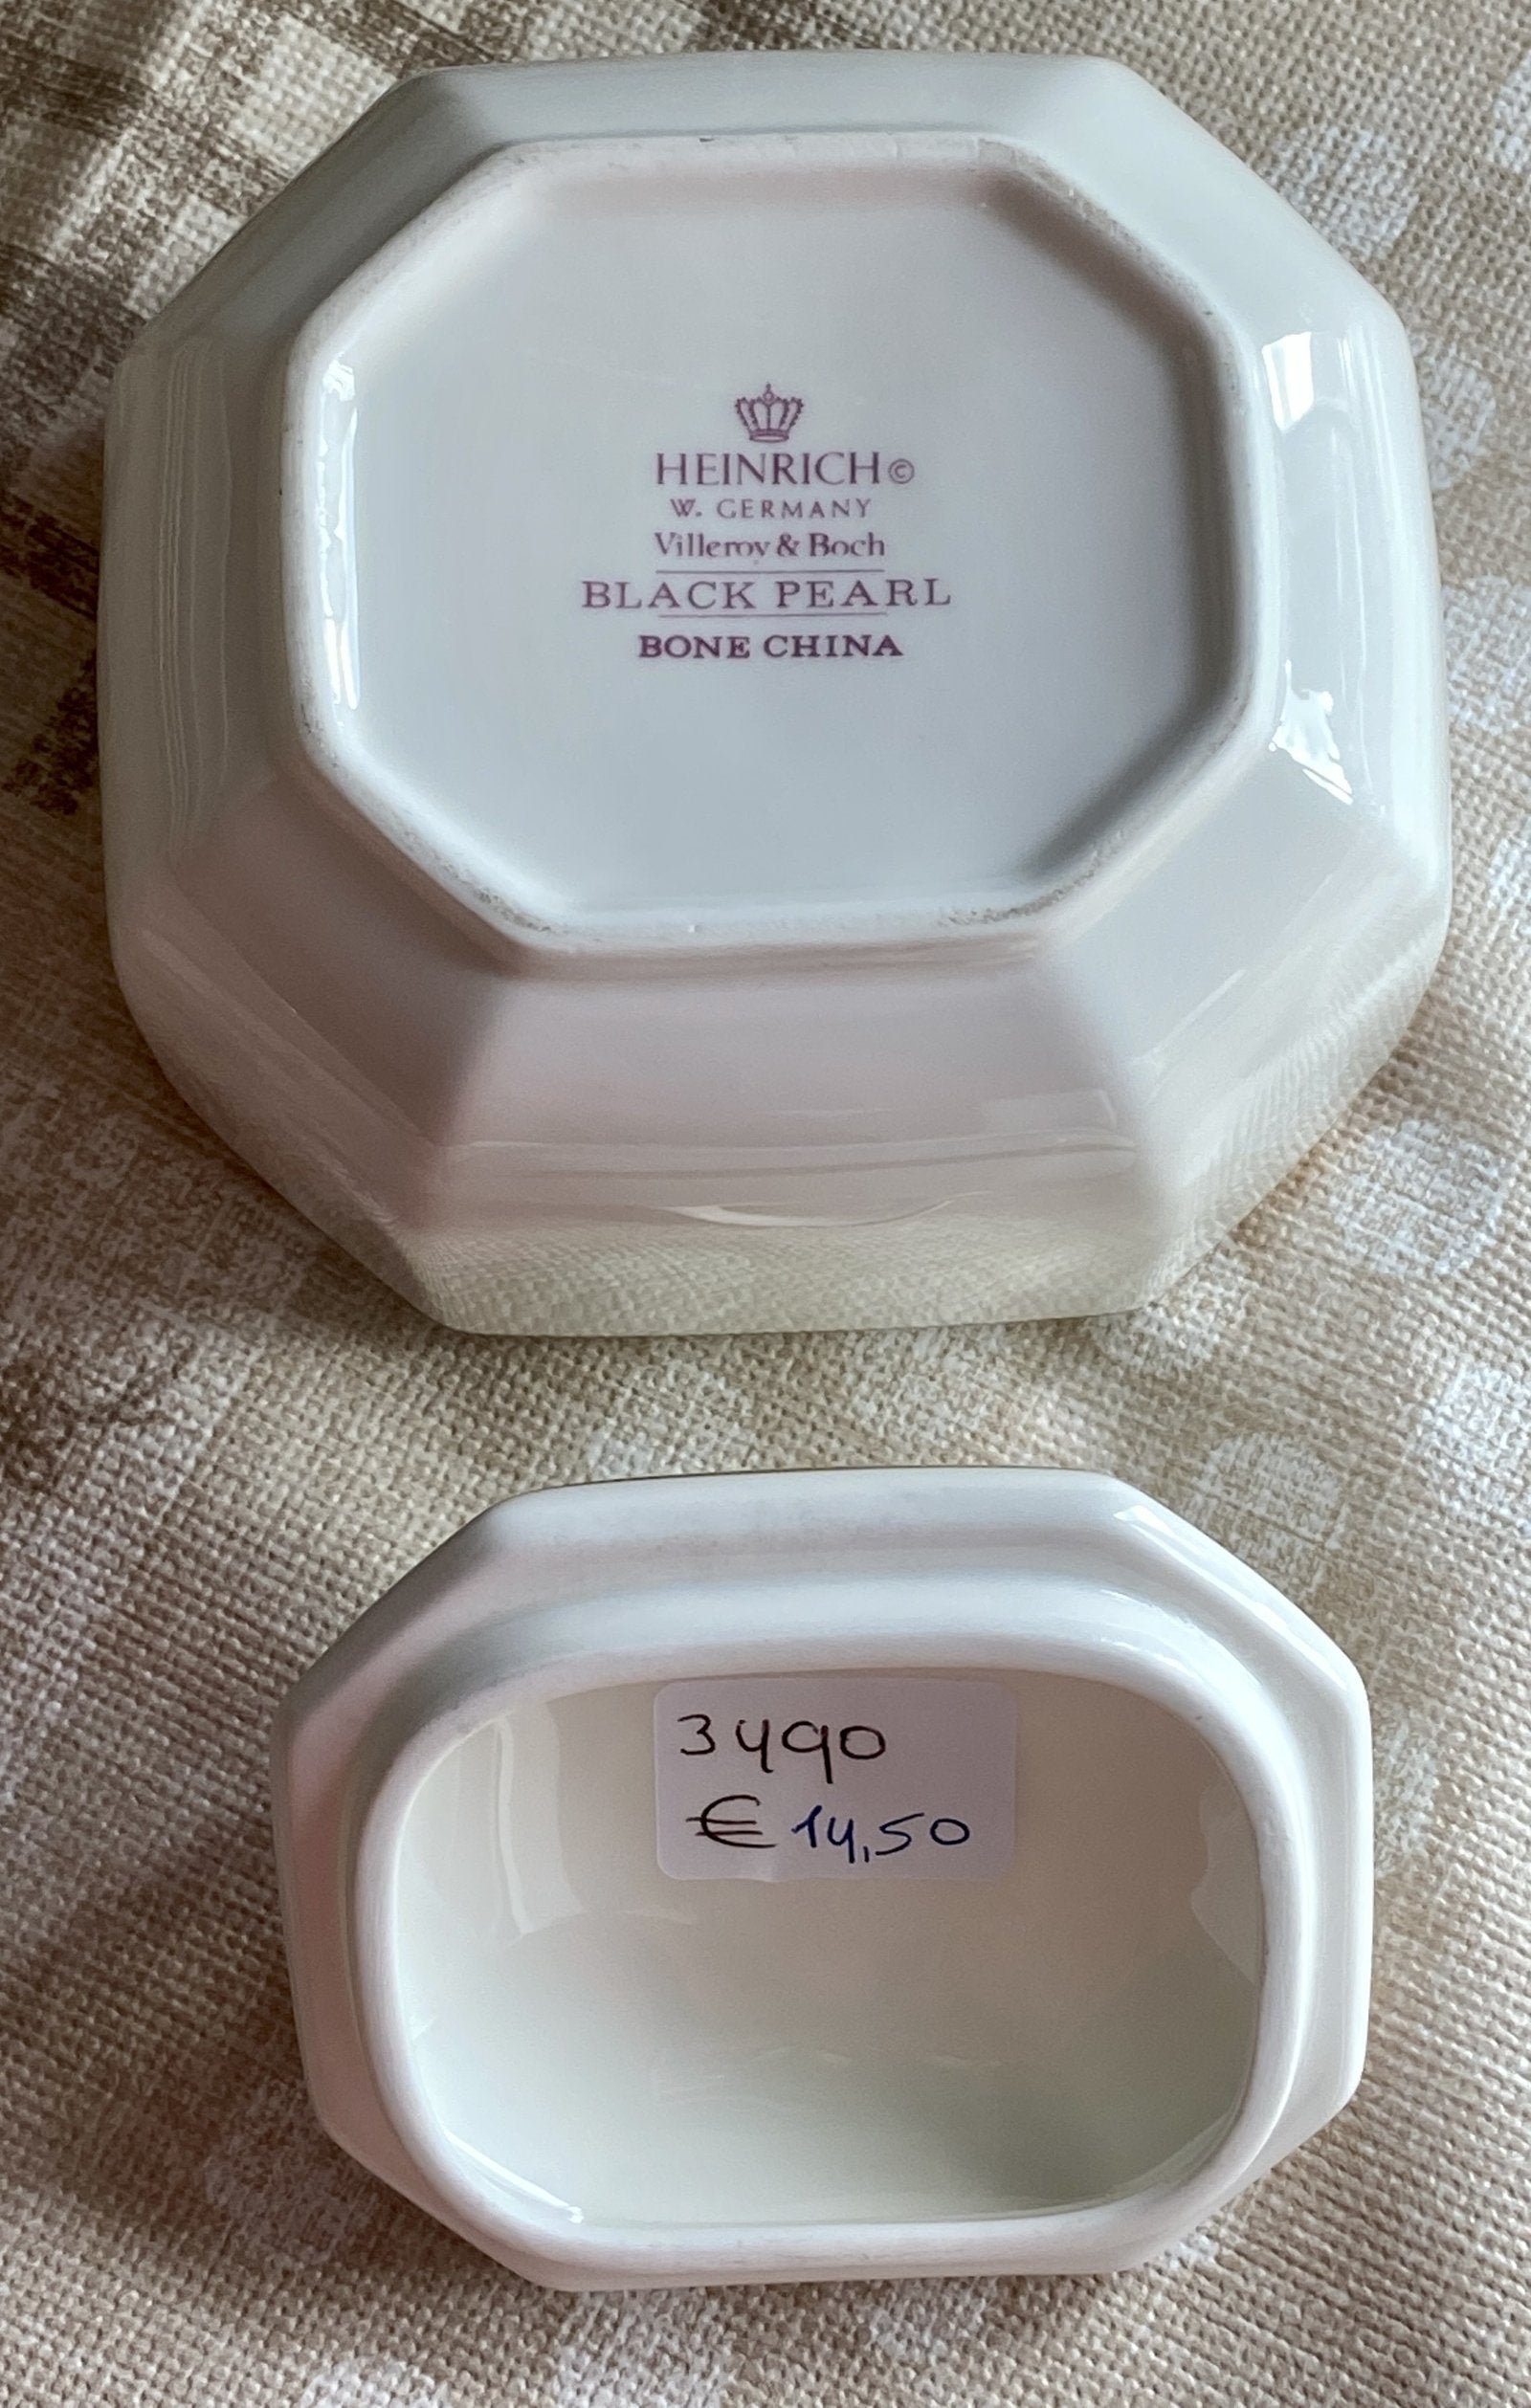 HEINRICH©
W. GERMANY
Villeroy & Boch
BLACK PEARL
BONE CHINA
3490
€ 14,50